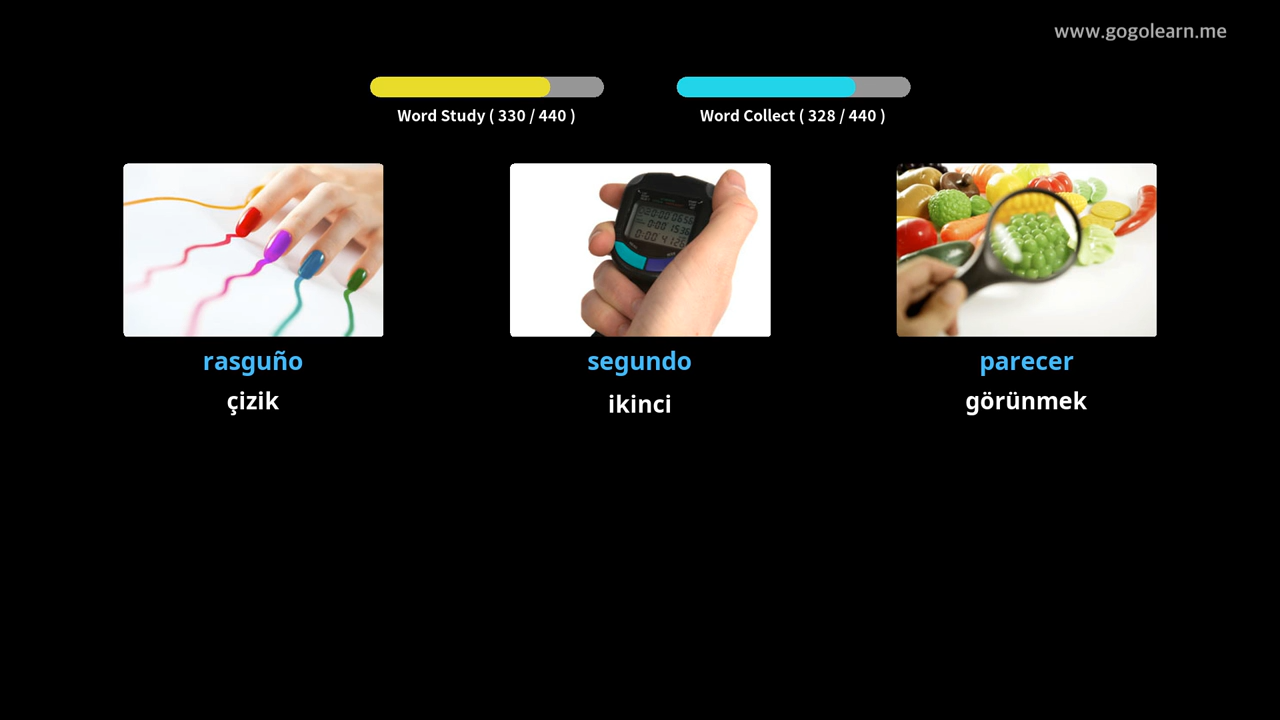 www.gogolearn.me
Word Study ( 330 / 440 )
Word Collect ( 328 / 440 )
rasguño
segundo
parecer
çizik
ikinci
görünmek